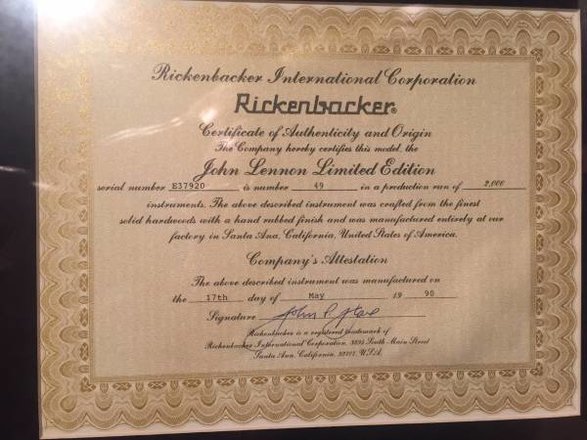 Rickenbacker International Corporation
Rickenbacker®
Certificate of Authenticity and Origin
The Company hereby certifies this model, the
John Lennon Limited Edition
serial number E37920 is number 49 in a production run of 2,000
instruments. The above described instrument was crafted from the finest
solid hardwoods with a hand rubbed finish and was manufactured entirely at our
factory in Santa Ana, California, United States of America.
Company's Attestation
The above described instrument was manufactured on
the 17th day of May 19 90
Signature
Rickenbacker is a registered trademark of
Rickenbacker International Corporation, 3895 South Main Street
Santa Ana, California, U.S.A.